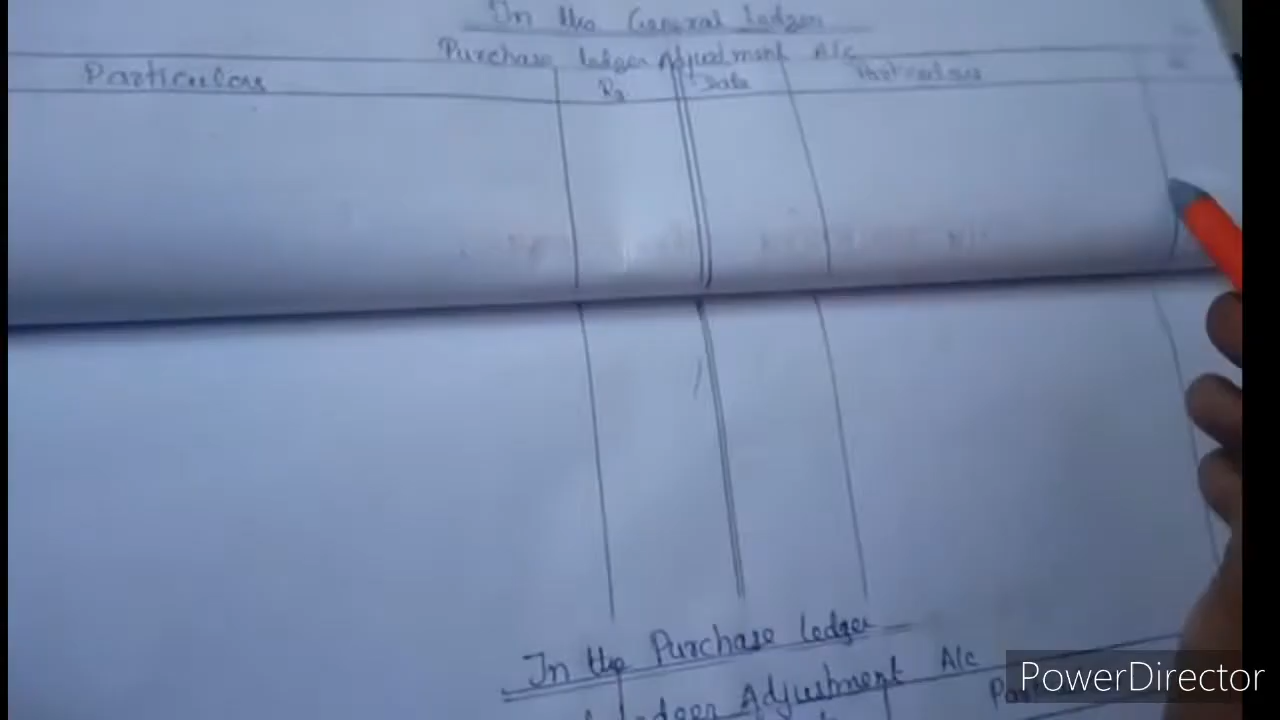 In the General Ledger
Purchase ledger Adjustment A/c
Particulars Rs Date Particulars
In the Purchase ledger
ledger Adjustment A/c
PowerDirector